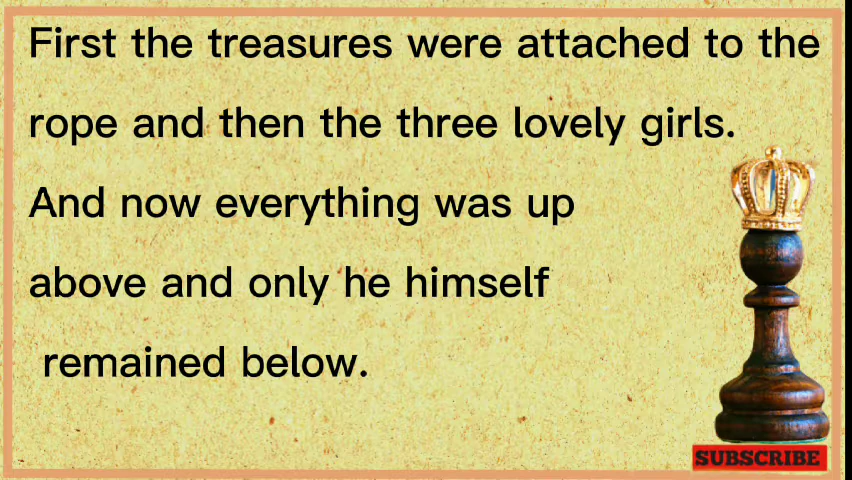 First the treasures were attached to the
rope and then the three lovely girls.
And now everything was up
above and only he himself
remained below.
SUBSCRIBE